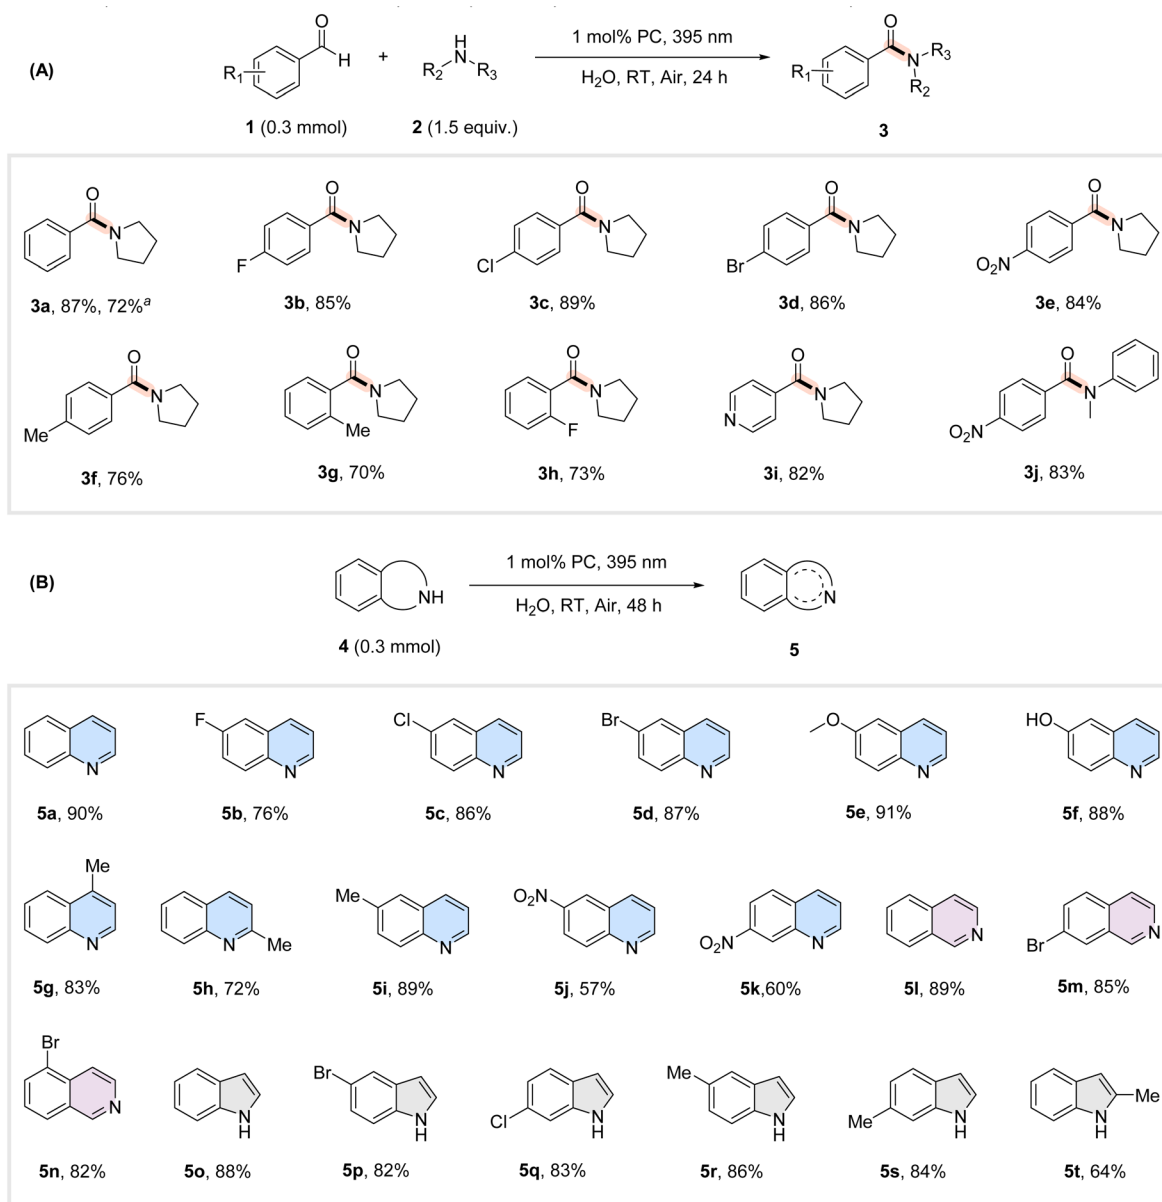 (A)
R1
O
H
+
H
N
R2
R3
1 mol% PC, 395 nm
H2O, RT, Air, 24 h
R1
O
N
R3
R2
1 (0.3 mmol)
2 (1.5 equiv.)
3
O
N
3a, 87%, 72%a
O
N
F
3b, 85%
O
N
Cl
3c, 89%
O
N
Br
3d, 86%
O
N
O2N
3e, 84%
O
N
Me
3f, 76%
O
N
Me
3g, 70%
O
N
F
3h, 73%
O
N
N
3i, 82%
O
N
NO2
3j, 83%
(B)
NH
1 mol% PC, 395 nm
H2O, RT, Air, 48 h
N
4 (0.3 mmol)
5
N
5a, 90%
F
N
5b, 76%
Cl
N
5c, 86%
Br
N
5d, 87%
O
N
5e, 91%
HO
N
5f, 88%
Me
N
5g, 83%
N
Me
5h, 72%
Me
N
5i, 89%
NO2
N
5j, 57%
NO2
N
5k,60%
N
5l, 89%
Br
N
5m, 85%
Br
N
5n, 82%
N
H
5o, 88%
Br
N
H
5p, 82%
Cl
N
H
5q, 83%
Me
N
H
5r, 86%
Me
N
H
5s, 84%
N
H
Me
5t, 64%